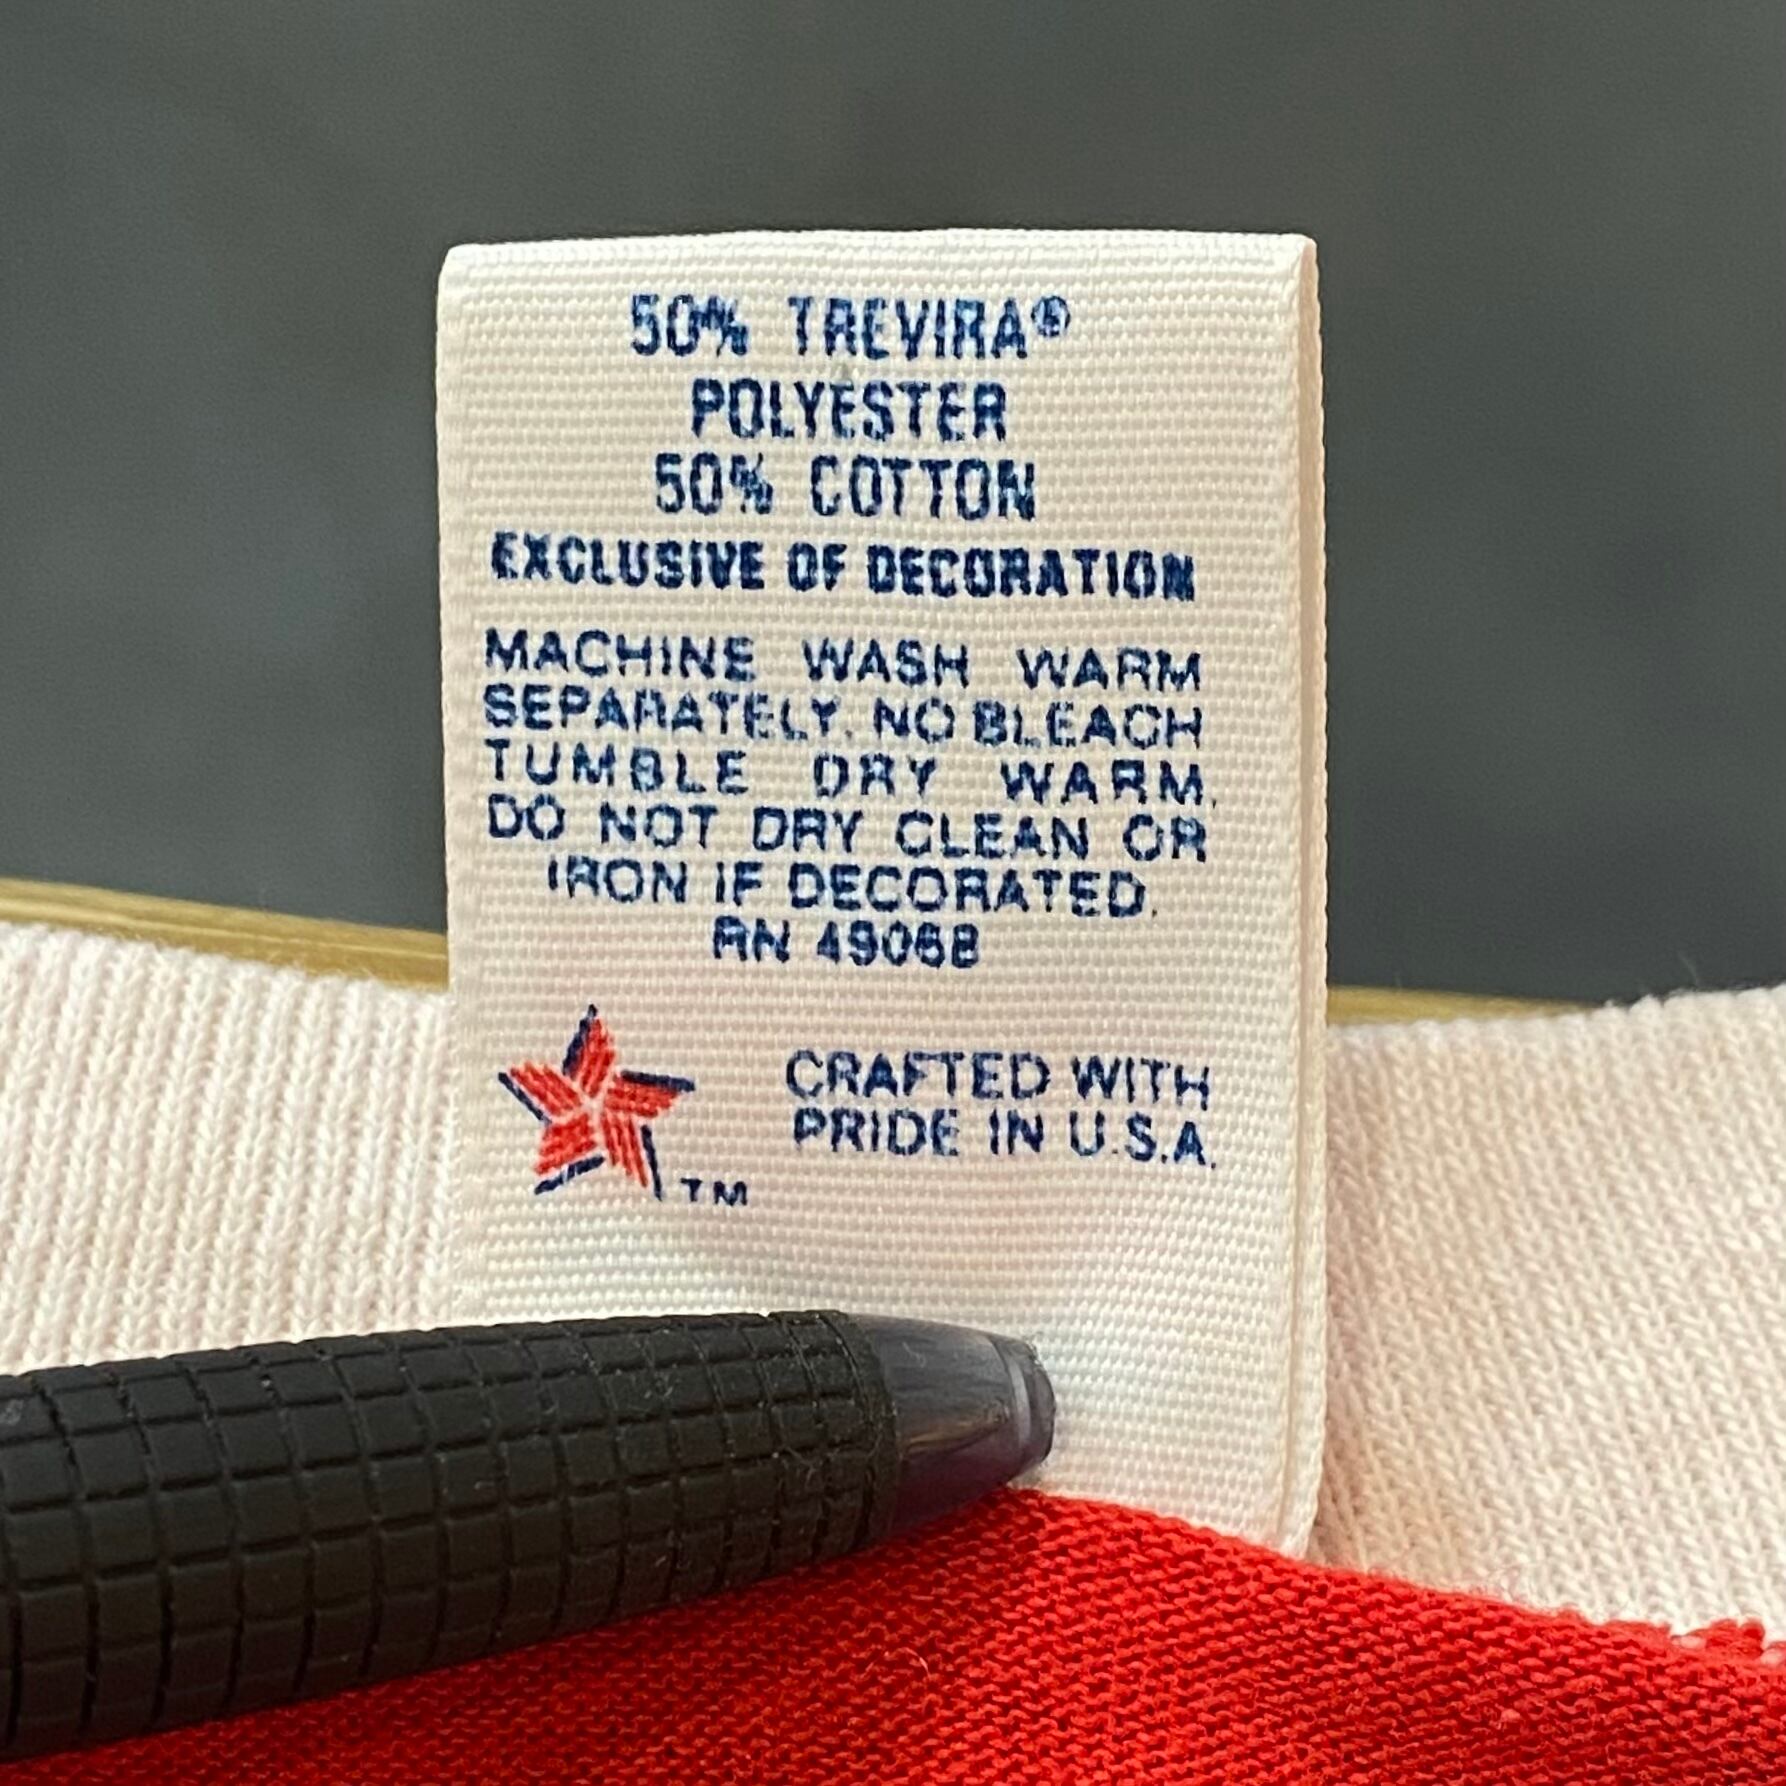 50% TREVIRA®
POLYESTER
50% COTTON
EXCLUSIVE OF DECORATION
MACHINE WASH WARM
SEPARATELY. NO BLEACH
TUMBLE DRY WARM.
DO NOT DRY CLEAN OR
IRON IF DECORATED.
RN 49068
CRAFTED WITH
PRIDE IN U.S.A.
TM